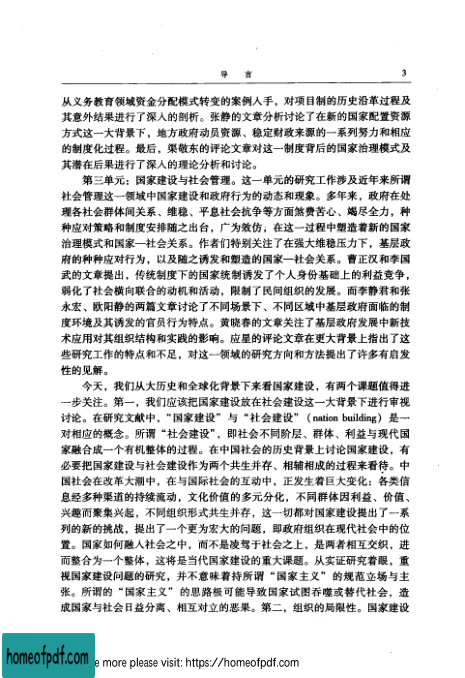 导 言 3
从义务教育领域资金分配模式转变的案例入手，对项目制的历史沿革过程及
其意外结果进行了深入的剖析。张静的文章分析讨论了在新的国家配置资源
方式这一大背景下，地方政府动员资源、稳定财政来源的一系列努力和相应
的制度化过程。最后，渠敬东的评论文章对这一制度背后的国家治理模式及
其潜在后果进行了深入的理论分析和讨论。
第三单元：国家建设与社会管理。这一单元的研究工作涉及近年来所谓
社会管理这一领域中国家建设和政府行为的动态和现象。多年来，政府在处
理各社会群体间关系、维稳、平息社会抗争等方面煞费苦心、竭尽全力，种
种应对策略和制度安排随之出台，广为效仿；在这一过程中塑造着新的国家
治理模式和国家—社会关系。作者们特别关注了在强大维稳压力下，基层政
府的种种应对行为，以及随之诱发和塑造的国家—社会关系。曹正汉和李国
武的文章提出，传统制度下的国家统制诱发了个人身份基础上的利益竞争，
弱化了社会横向联合的动机和活动，限制了民间组织的发展。而李静君和张
永宏、欧阳静的两篇文章讨论了不同场景下、不同区域中基层政府面临的制
度环境及其诱发的官员行为特点。黄晓春的文章关注了基层政府发展中新技
术应用对其组织结构和实践的影响。应星的评论文章在更大背景上指出了这
些研究工作的特点和不足，对这一领域的研究方向和方法提出了许多有启发
性的见解。
今天，我们从大历史和全球化背景下来看国家建设，有两个课题值得进
一步关注。第一，我们应该把国家建设放在社会建设这一大背景下进行审视
讨论。在研究文献中，“国家建设”与“社会建设”（nation building）是一
对相应的概念。所谓“社会建设”，即社会不同阶层、群体、利益与现代国
家融合成一个有机整体的过程。在中国社会的历史背景上讨论国家建设，有
必要把国家建设与社会建设作为两个共生并存、相辅相成的过程来看待。中
国社会在改革大潮中，在与国际社会的互动中，正发生着巨大变化；各类信
息经多种渠道的持续流动，文化价值的多元分化，不同群体因利益、价值、
兴趣而聚集兴起，不同组织形式共生并存，这一切都对国家建设提出了一系
列的新的挑战，提出了一个更为宏大的问题，即政府组织在现代社会中的位
置。国家如何融入社会之中，而不是凌驾于社会之上，是两者相互交织，进
而整合为一个整体，这将是当代国家建设的重大课题。从实证研究着眼，重
视国家建设问题的研究，并不意味着持所谓“国家主义”的规范立场与主
张。所谓的“国家主义”的思路极可能导致国家试图吞噬或替代社会，造
成国家与社会日益分离、相互对立的恶果。第二，组织的局限性。国家建设
homeofpdf.com
e more please visit: https://homeofpdf.com